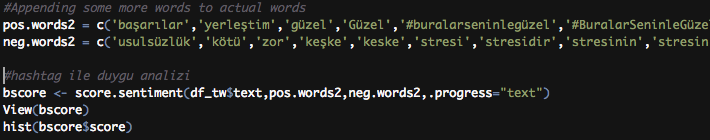 #Appending some more words to actual words
pos.words2 = c('başarılar','yerleştim','güzel','Güzel','#buralarseninlegüzel','#BuralarSeninleGüze
neg.words2 = c('usulsüzlük','kötü','zor','keşke','keske','stresi','stresidir','stresinin','stresin
#hashtag ile duygu analizi
bscore <- score.sentiment(df_tw$text,pos.words2,neg.words2,.progress="text")
View(bscore)
hist(bscore$score)